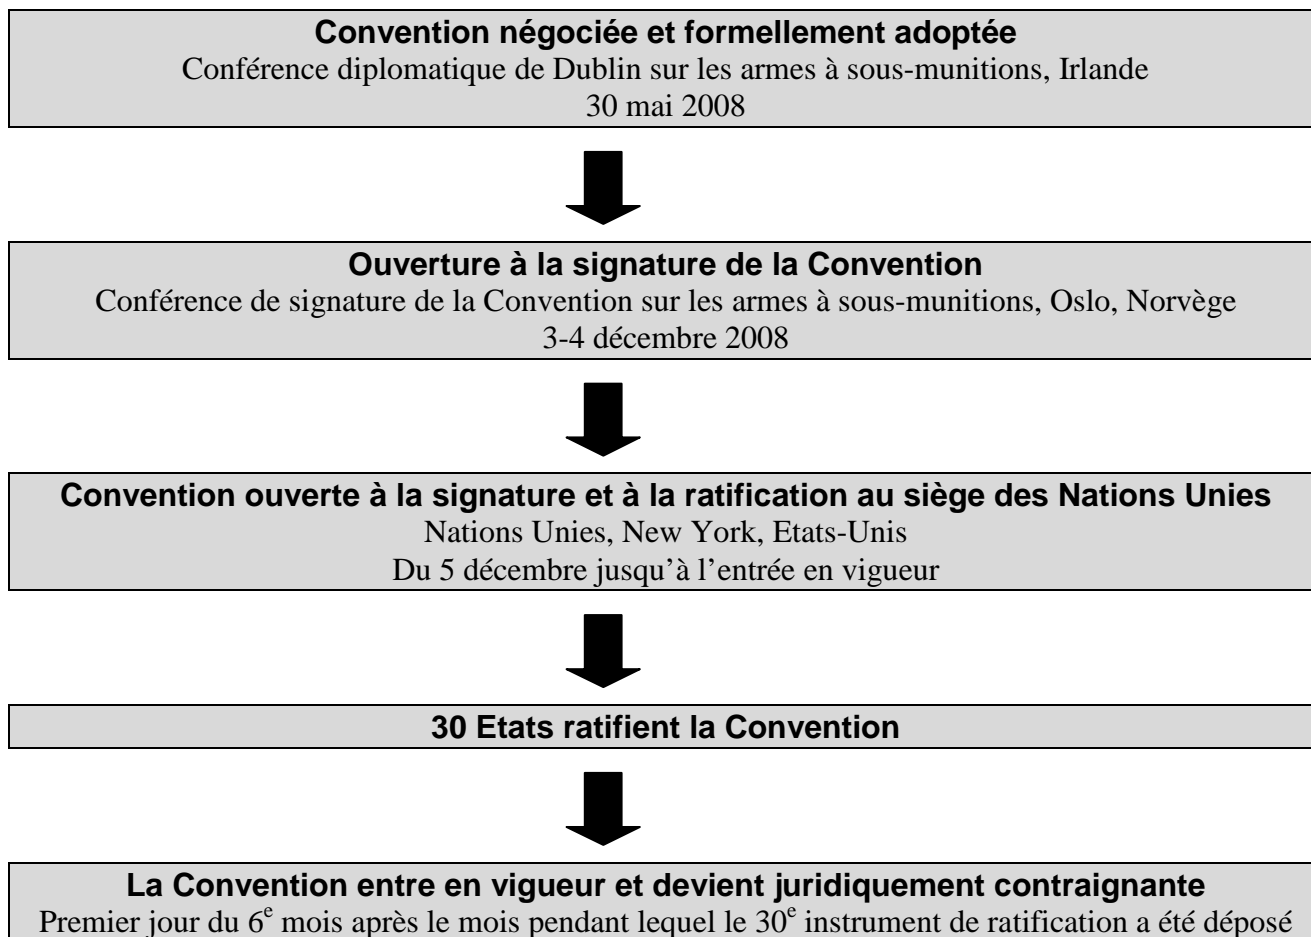 Convention négociée et formellement adoptée
Conférence diplomatique de Dublin sur les armes à sous-munitions, Irlande
30 mai 2008
Ouverture à la signature de la Convention
Conférence de signature de la Convention sur les armes à sous-munitions, Oslo, Norvège
3-4 décembre 2008
Convention ouverte à la signature et à la ratification au siège des Nations Unies
Nations Unies, New York, Etats-Unis
Du 5 décembre jusqu’à l’entrée en vigueur
30 Etats ratifient la Convention
La Convention entre en vigueur et devient juridiquement contraignante
Premier jour du 6e mois après le mois pendant lequel le 30e instrument de ratification a été déposé